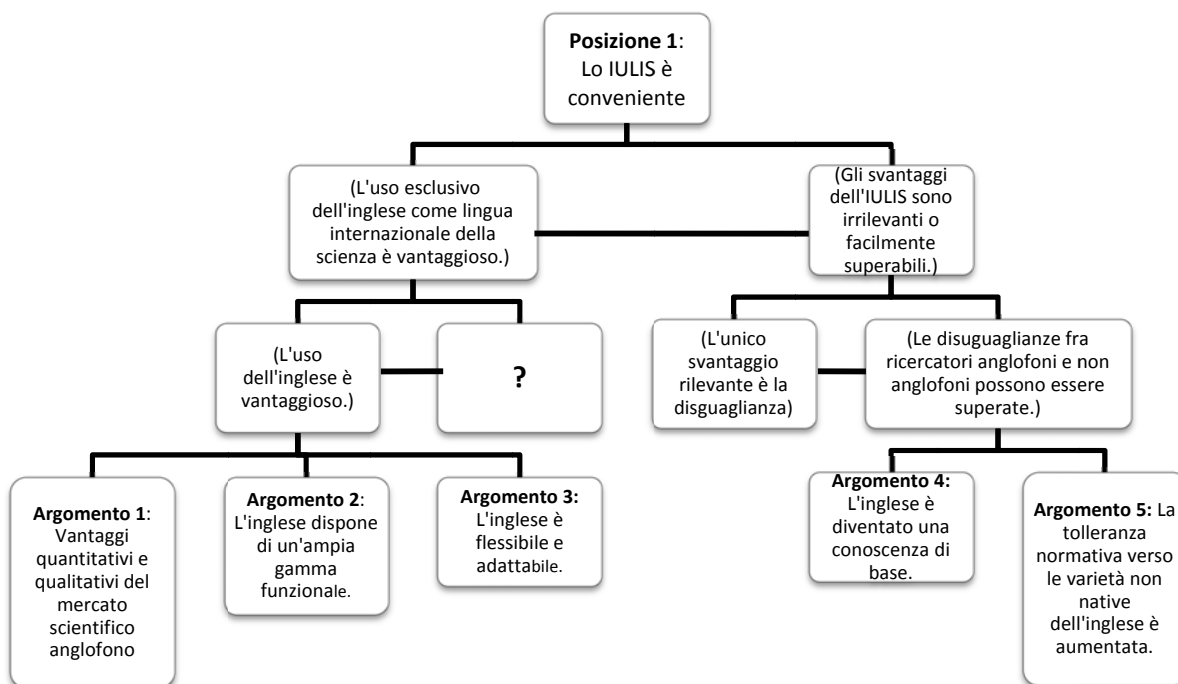 Posizione 1:
Lo IULIS è
conveniente
(L'uso esclusivo
dell'inglese come lingua
internazionale della
scienza è vantaggioso.)
(Gli svantaggi
dell'IULIS sono
irrilevanti o
facilmente
superabili.)
(L'uso
dell'inglese è
vantaggioso.)
?
(L'unico
svantaggio
rilevante è la
disguaglianza)
(Le disuguaglianze fra
ricercatori anglofoni e non
anglofoni possono essere
superate.)
Argomento 1:
Vantaggi
quantitativi e
qualitativi del
mercato
scientifico
anglofono
Argomento 2:
L'inglese dispone
di un'ampia
gamma
funzionale.
Argomento 3:
L'inglese è
flessibile e
adattabile.
Argomento 4:
L'inglese è
diventato una
conoscenza di
base.
Argomento 5: La
tolleranza
normativa verso
le varietà non
native
dell'inglese è
aumentata.